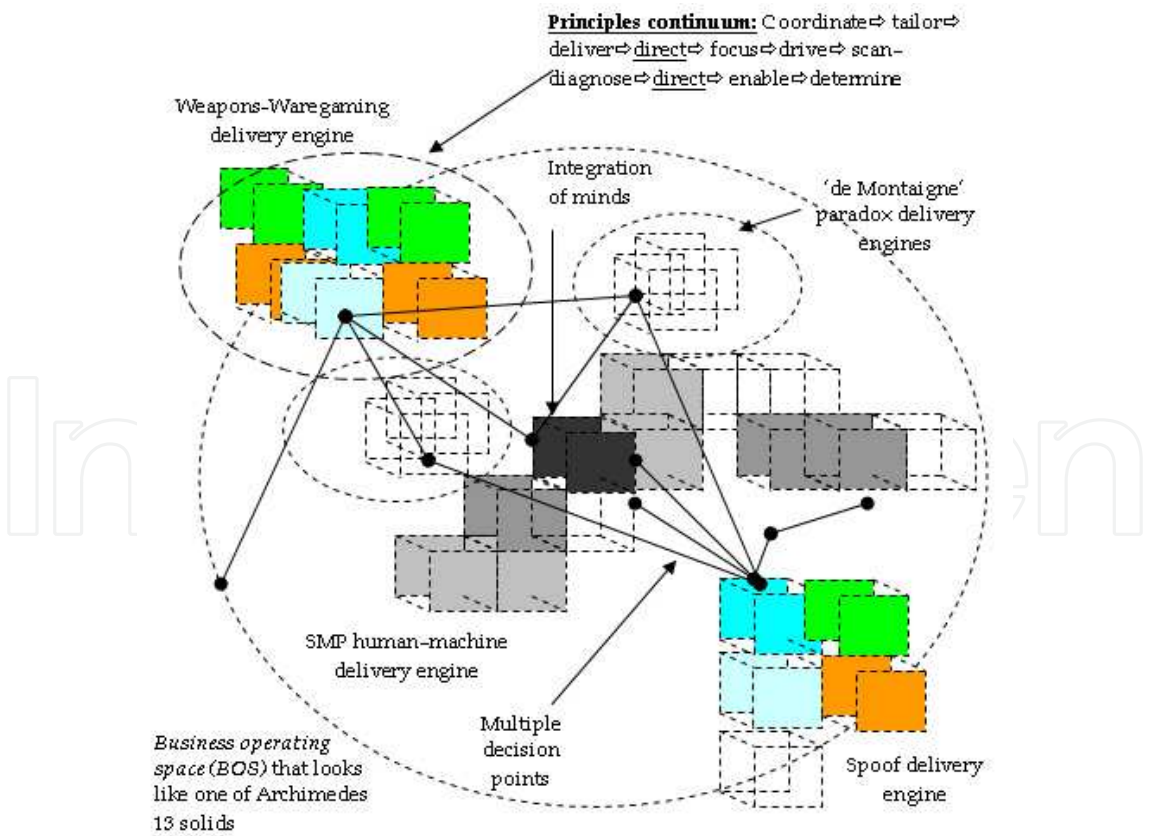 Principles continuum: Coordinate⇨ tailor⇨
deliver⇨direct⇨ focus⇨drive⇨ scan-
diagnose⇨direct⇨ enable⇨determine
Weapons-Waregaming
delivery engine
Integration
of minds
'de Montaigne'
paradox delivery
engines
SMP human-machine
delivery engine
Multiple
decision
points
Business operating
space (BOS) that looks
like one of Archimedes
13 solids
Spoof delivery
engine